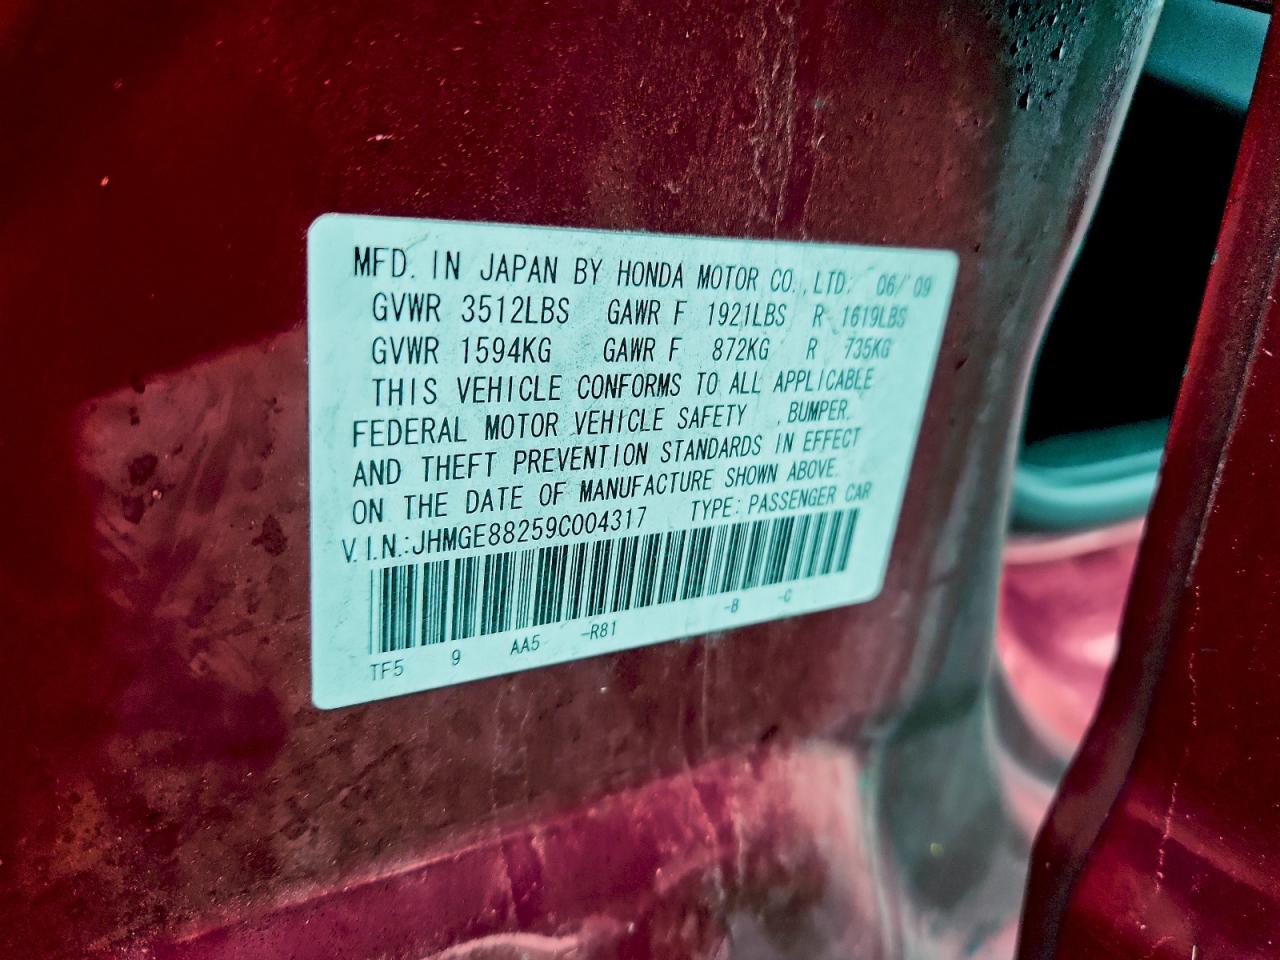 MFD. IN JAPAN BY HONDA MOTOR CO.,LTD. 06/'09
GVWR 3512LBS GAWR F 1921LBS R 1619LBS
GVWR 1594KG GAWR F 872KG R 735KG
THIS VEHICLE CONFORMS TO ALL APPLICABLE
FEDERAL MOTOR VEHICLE SAFETY ,BUMPER,
AND THEFT PREVENTION STANDARDS IN EFFECT
ON THE DATE OF MANUFACTURE SHOWN ABOVE.
V.I.N.:JHMGE88259C004317 TYPE:PASSENGER CAR
TF5 9 AA5 -R81 -B -C